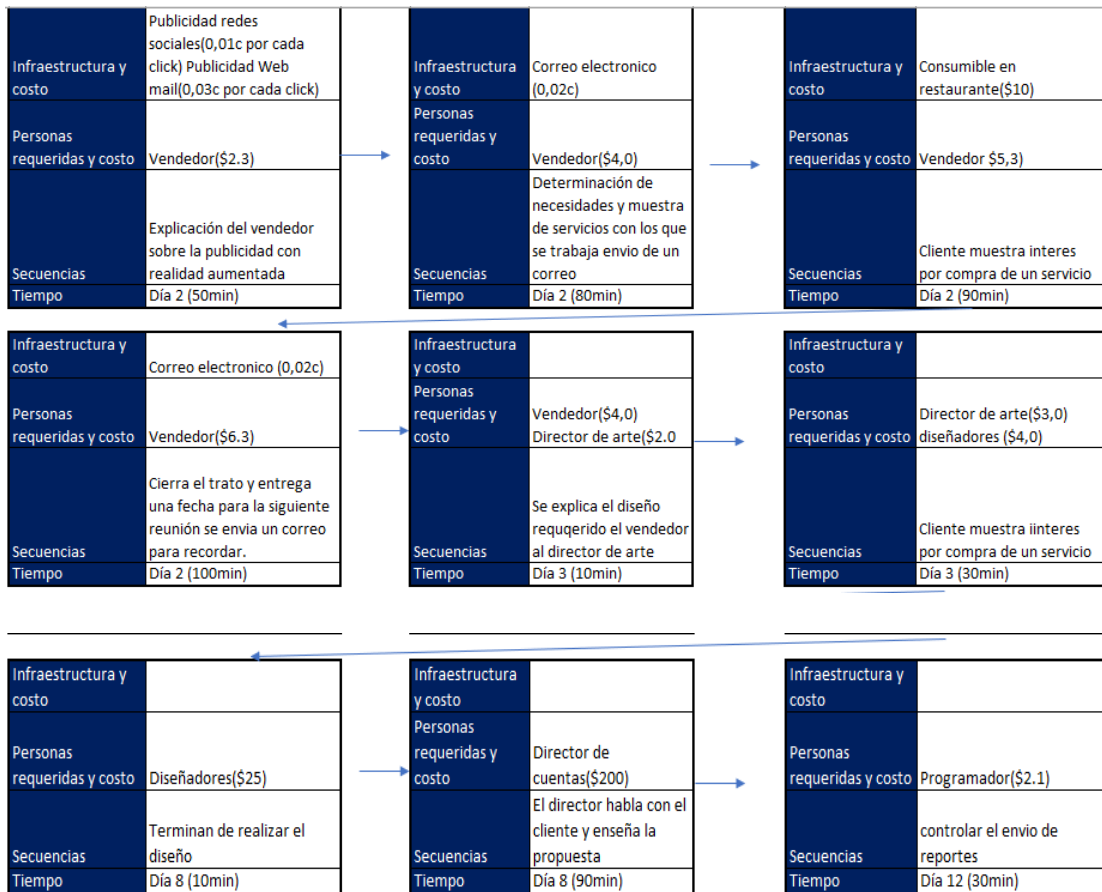 Infraestructura y
costo
Publicidad redes
sociales(0,01c por cada
click) Publicidad Web
mail(0,03c por cada click)
Personas
requeridas y costo
Vendedor($2.3)
Secuencias
Explicación del vendedor
sobre la publicidad con
realidad aumentada
Tiempo
Día 2 (50min)
Infraestructura
y costo
Correo electronico
(0,02c)
Personas
requeridas y
costo
Vendedor($4,0)
Secuencias
Determinación de
necesidades y muestra
de servicios con los que
se trabaja envio de un
correo
Tiempo
Día 2 (80min)
Infraestructura y
costo
Consumible en
restaurante($10)
Personas
requeridas y costo
Vendedor $5,3)
Secuencias
Cliente muestra interes
por compra de un servicio
Tiempo
Día 2 (90min)
Infraestructura y
costo
Correo electronico (0,02c)
Personas
requeridas y costo
Vendedor($6.3)
Secuencias
Cierra el trato y entrega
una fecha para la siguiente
reunión se envia un correo
para recordar.
Tiempo
Día 2 (100min)
Infraestructura
y costo
Personas
requeridas y
costo
Vendedor($4,0)
Director de arte($2.0
Secuencias
Se explica el diseño
requqerido el vendedor
al director de arte
Tiempo
Día 3 (10min)
Infraestructura y
costo
Personas
requeridas y costo
Director de arte($3,0)
diseñadores ($4,0)
Secuencias
Cliente muestra iinteres
por compra de un servicio
Tiempo
Día 3 (30min)
Infraestructura y
costo
Personas
requeridas y costo
Diseñadores($25)
Secuencias
Terminan de realizar el
diseño
Tiempo
Día 8 (10min)
Infraestructura
y costo
Personas
requeridas y
costo
Director de
cuentas($200)
Secuencias
El director habla con el
cliente y enseña la
propuesta
Tiempo
Día 8 (90min)
Infraestructura y
costo
Personas
requeridas y costo
Programador($2.1)
Secuencias
controlar el envio de
reportes
Tiempo
Día 12 (30min)